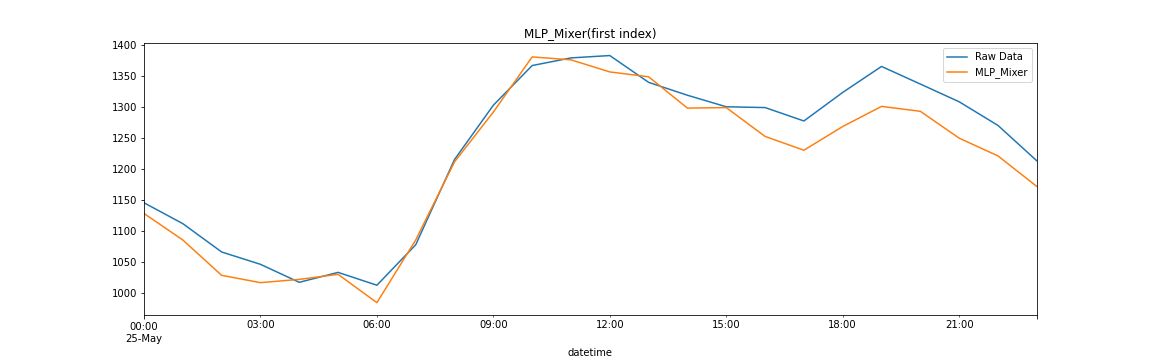 MLP_Mixer(first index)
1400
1350
1300
1250
1200
1150
1100
1050
1000
Raw Data
MLP_Mixer
00:00 03:00 06:00 09:00 12:00 15:00 18:00 21:00
25-May
datetime